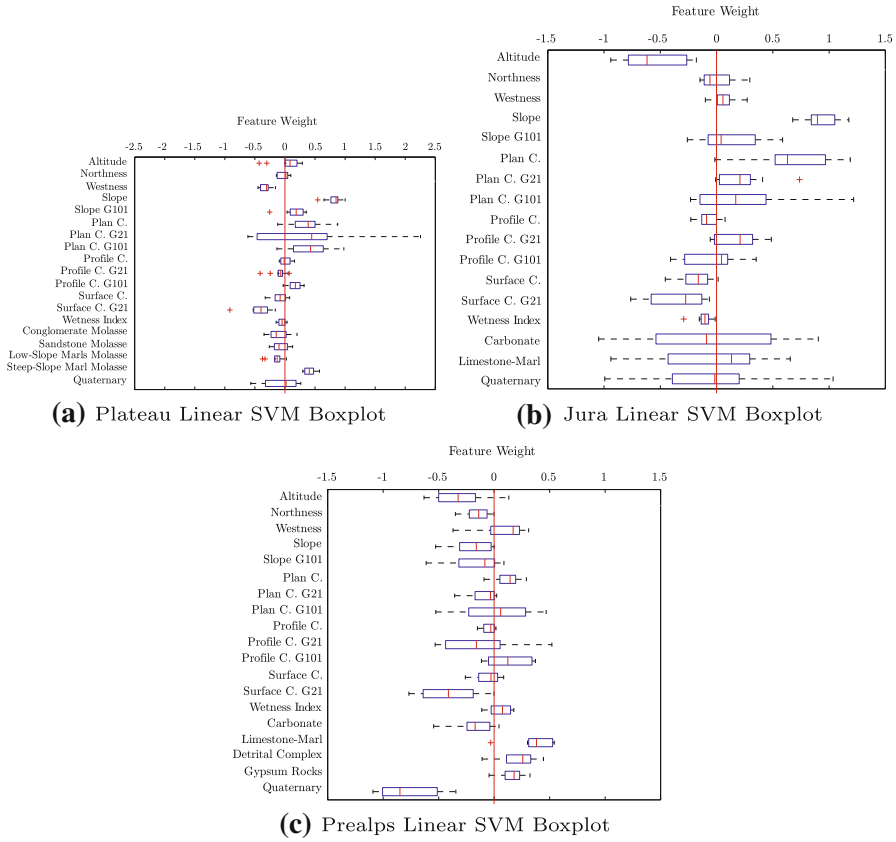 Feature Weight
-2.5 -2 -1.5 -1 -0.5 0 0.5 1 1.5 2 2.5
Altitude
Northness
Westness
Slope
Slope G101
Plan C.
Plan C. G21
Plan C. G101
Profile C.
Profile C. G21
Profile C. G101
Surface C.
Surface C. G21
Wetness Index
Conglomerate Molasse
Sandstone Molasse
Low-Slope Marls Molasse
Steep-Slope Marl Molasse
Quaternary
(a) Plateau Linear SVM Boxplot
Feature Weight
-1.5 -1 -0.5 0 0.5 1 1.5
Altitude
Northness
Westness
Slope
Slope G101
Plan C.
Plan C. G21
Plan C. G101
Profile C.
Profile C. G21
Profile C. G101
Surface C.
Surface C. G21
Wetness Index
Carbonate
Limestone-Marl
Quaternary
(b) Jura Linear SVM Boxplot
Feature Weight
-1.5 -1 -0.5 0 0.5 1 1.5
Altitude
Northness
Westness
Slope
Slope G101
Plan C.
Plan C. G21
Plan C. G101
Profile C.
Profile C. G21
Profile C. G101
Surface C.
Surface C. G21
Wetness Index
Carbonate
Limestone-Marl
Detrital Complex
Gypsum Rocks
Quaternary
(c) Prealps Linear SVM Boxplot